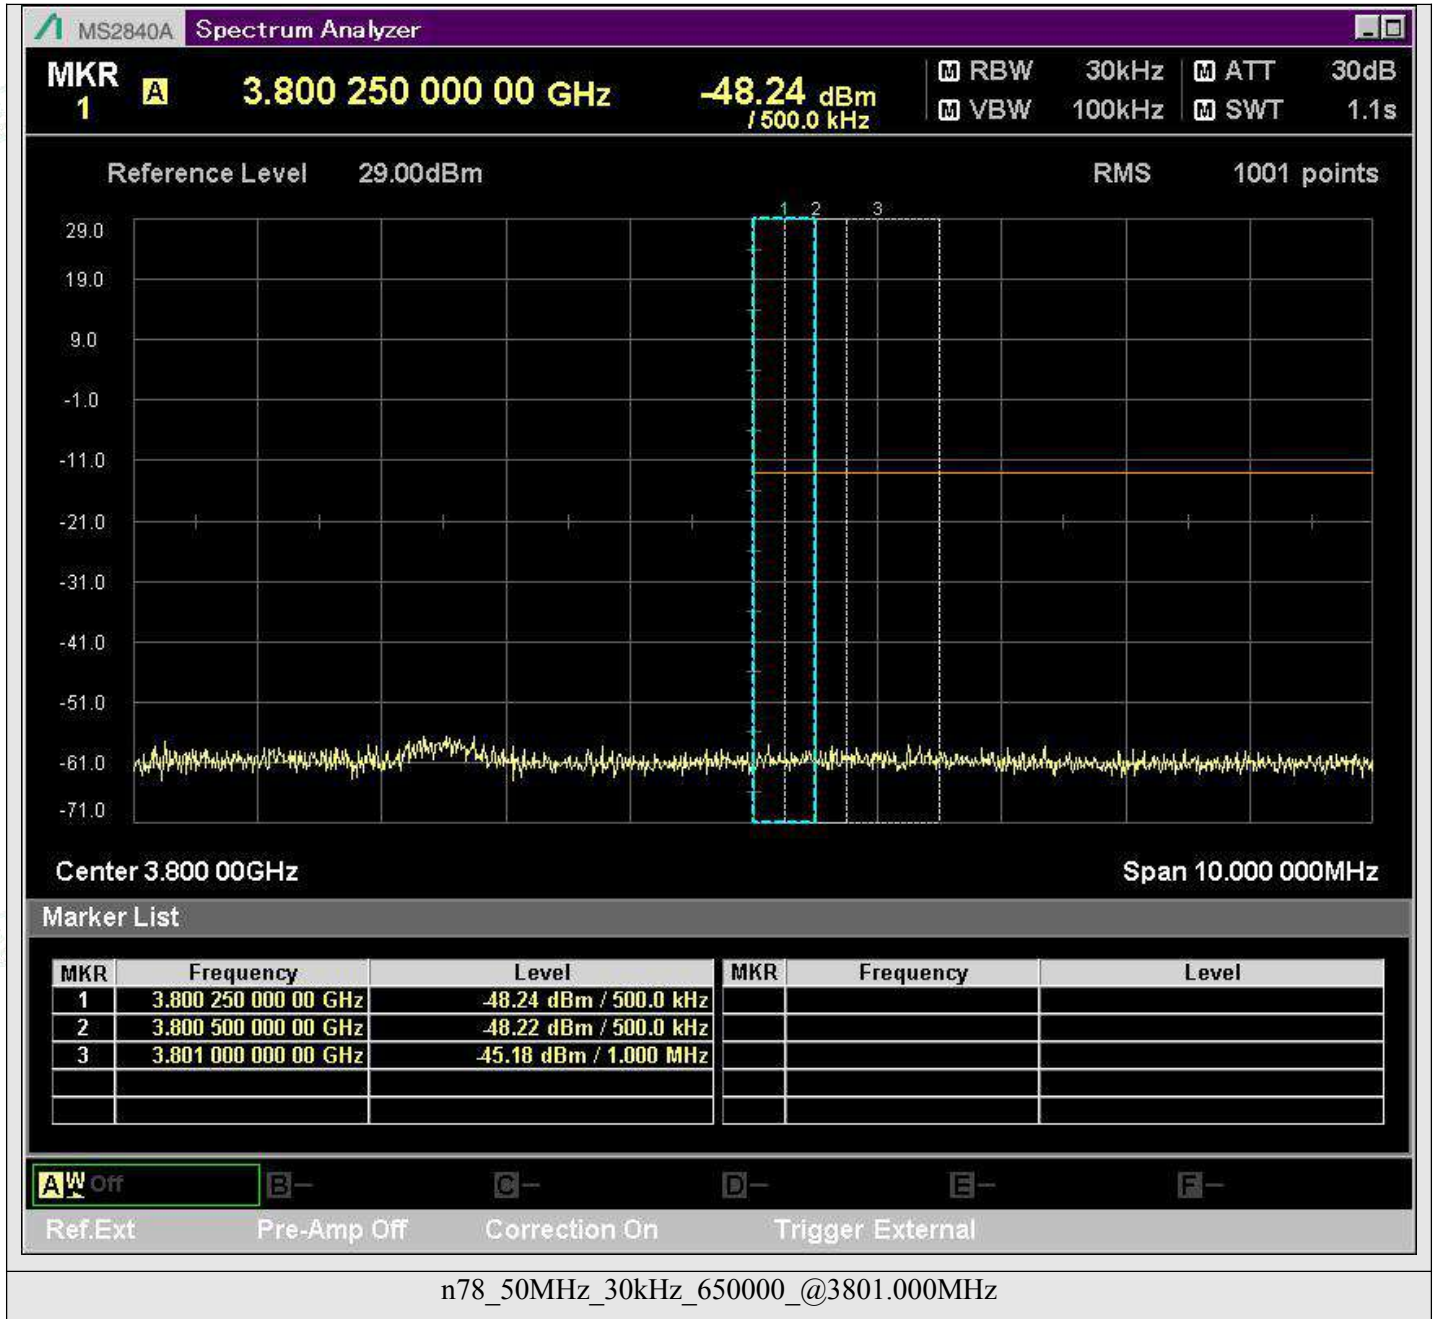 MS2840A Spectrum Analyzer
MKR 1 A 3.800 250 000 00 GHz -48.24 dBm / 500.0 kHz
M RBW 30kHz M ATT 30dB
M VBW 100kHz M SWT 1.1s
Reference Level 29.00dBm RMS 1001 points
1 2 3
29.0
19.0
9.0
-1.0
-11.0
-21.0
-31.0
-41.0
-51.0
-61.0
-71.0
Center 3.800 00GHz Span 10.000 000MHz
Marker List
MKR Frequency Level MKR Frequency Level
1 3.800 250 000 00 GHz -48.24 dBm / 500.0 kHz
2 3.800 500 000 00 GHz -48.22 dBm / 500.0 kHz
3 3.801 000 000 00 GHz -45.18 dBm / 1.000 MHz
A W Off B- C- D- E- F-
Ref.Ext Pre-Amp Off Correction On Trigger External
n78_50MHz_30kHz_650000_@3801.000MHz